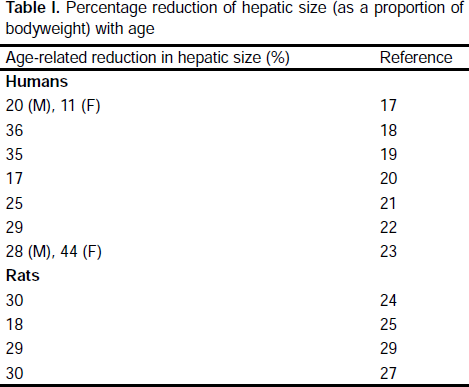 Table I. Percentage reduction of hepatic size (as a proportion of
bodyweight) with age
Age-related reduction in hepatic size (%) Reference
Humans
20 (M), 11 (F) 17
36 18
35 19
17 20
25 21
29 22
28 (M), 44 (F) 23
Rats
30 24
18 25
29 29
30 27